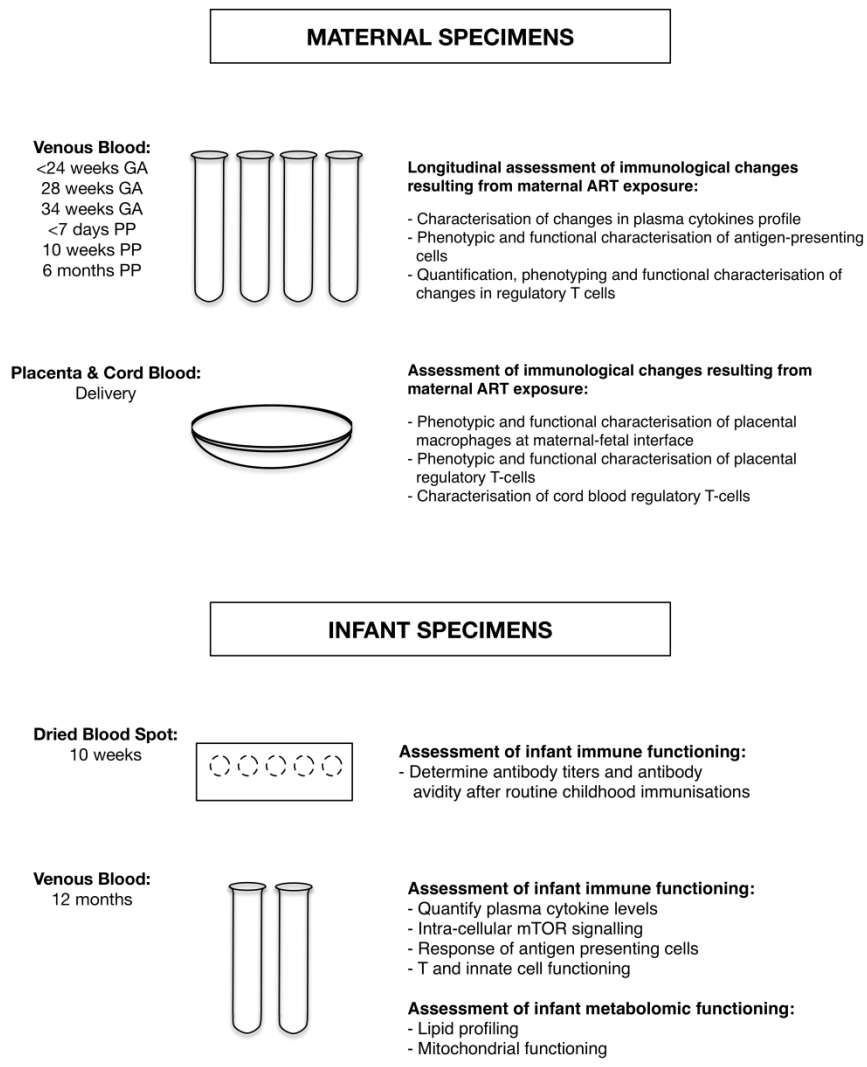 MATERNAL SPECIMENS
Venous Blood:
<24 weeks GA
28 weeks GA
34 weeks GA
<7 days PP
10 weeks PP
6 months PP
Longitudinal assessment of immunological changes
resulting from maternal ART exposure:
- Characterisation of changes in plasma cytokines profile
- Phenotypic and functional characterisation of antigen-presenting
cells
- Quantification, phenotyping and functional characterisation of
changes in regulatory T cells
Placenta & Cord Blood:
Delivery
Assessment of immunological changes resulting from
maternal ART exposure:
- Phenotypic and functional characterisation of placental
macrophages at maternal-fetal interface
- Phenotypic and functional characterisation of placental
regulatory T-cells
- Characterisation of cord blood regulatory T-cells
INFANT SPECIMENS
Dried Blood Spot:
10 weeks
Assessment of infant immune functioning:
- Determine antibody titers and antibody
avidity after routine childhood immunisations
Venous Blood:
12 months
Assessment of infant immune functioning:
- Quantify plasma cytokine levels
- Intra-cellular mTOR signalling
- Response of antigen presenting cells
- T and innate cell functioning
Assessment of infant metabolomic functioning:
- Lipid profiling
- Mitochondrial functioning